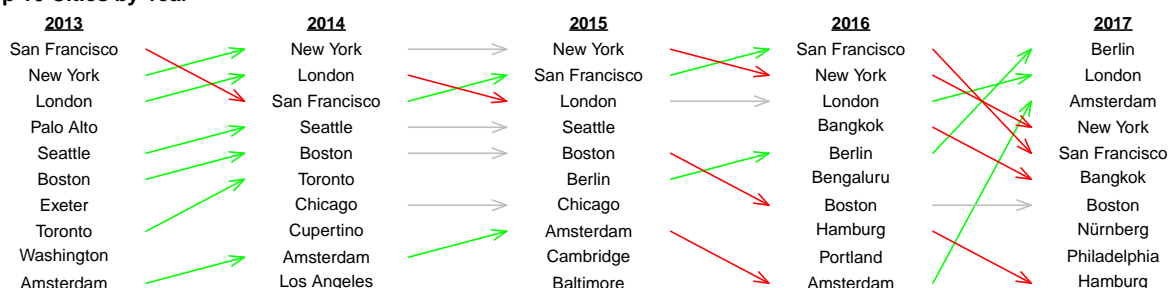 2013 2014 2015 2016 2017
San Francisco New York New York San Francisco Berlin
New York London San Francisco New York London
London San Francisco London London Amsterdam
Palo Alto Seattle Seattle Bangkok New York
Seattle Boston Boston Berlin San Francisco
Boston Toronto Berlin Bengaluru Bangkok
Exeter Chicago Chicago Boston Boston
Toronto Cupertino Amsterdam Hamburg Nürnberg
Washington Amsterdam Cambridge Portland Philadelphia
Amsterdam Los Angeles Baltimore Amsterdam Hamburg